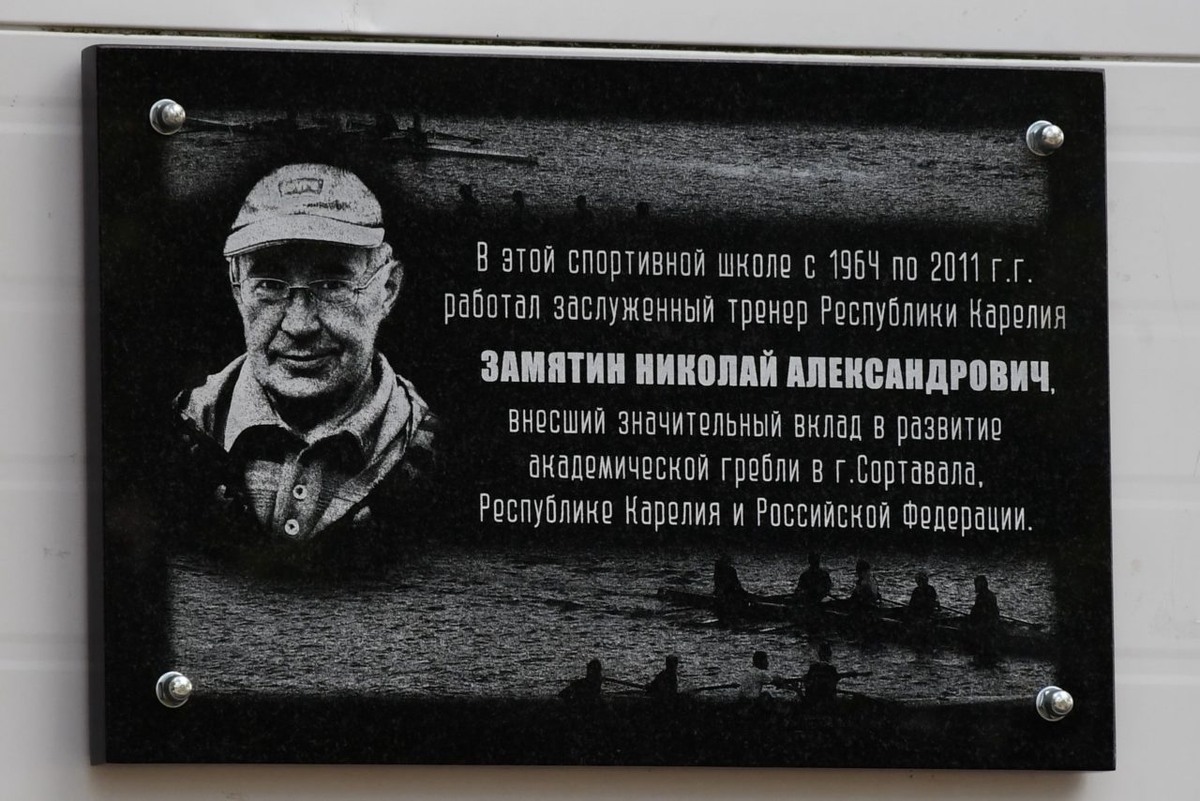 В этой спортивной школе с 1964 по 2011 г.г.
работал заслуженный тренер Республики Карелия
ЗАМЯТИН НИКОЛАЙ АЛЕКСАНДРОВИЧ,
внесший значительный вклад в развитие
академической гребли в г.Сортавала,
Республике Карелия и Российской Федерации.